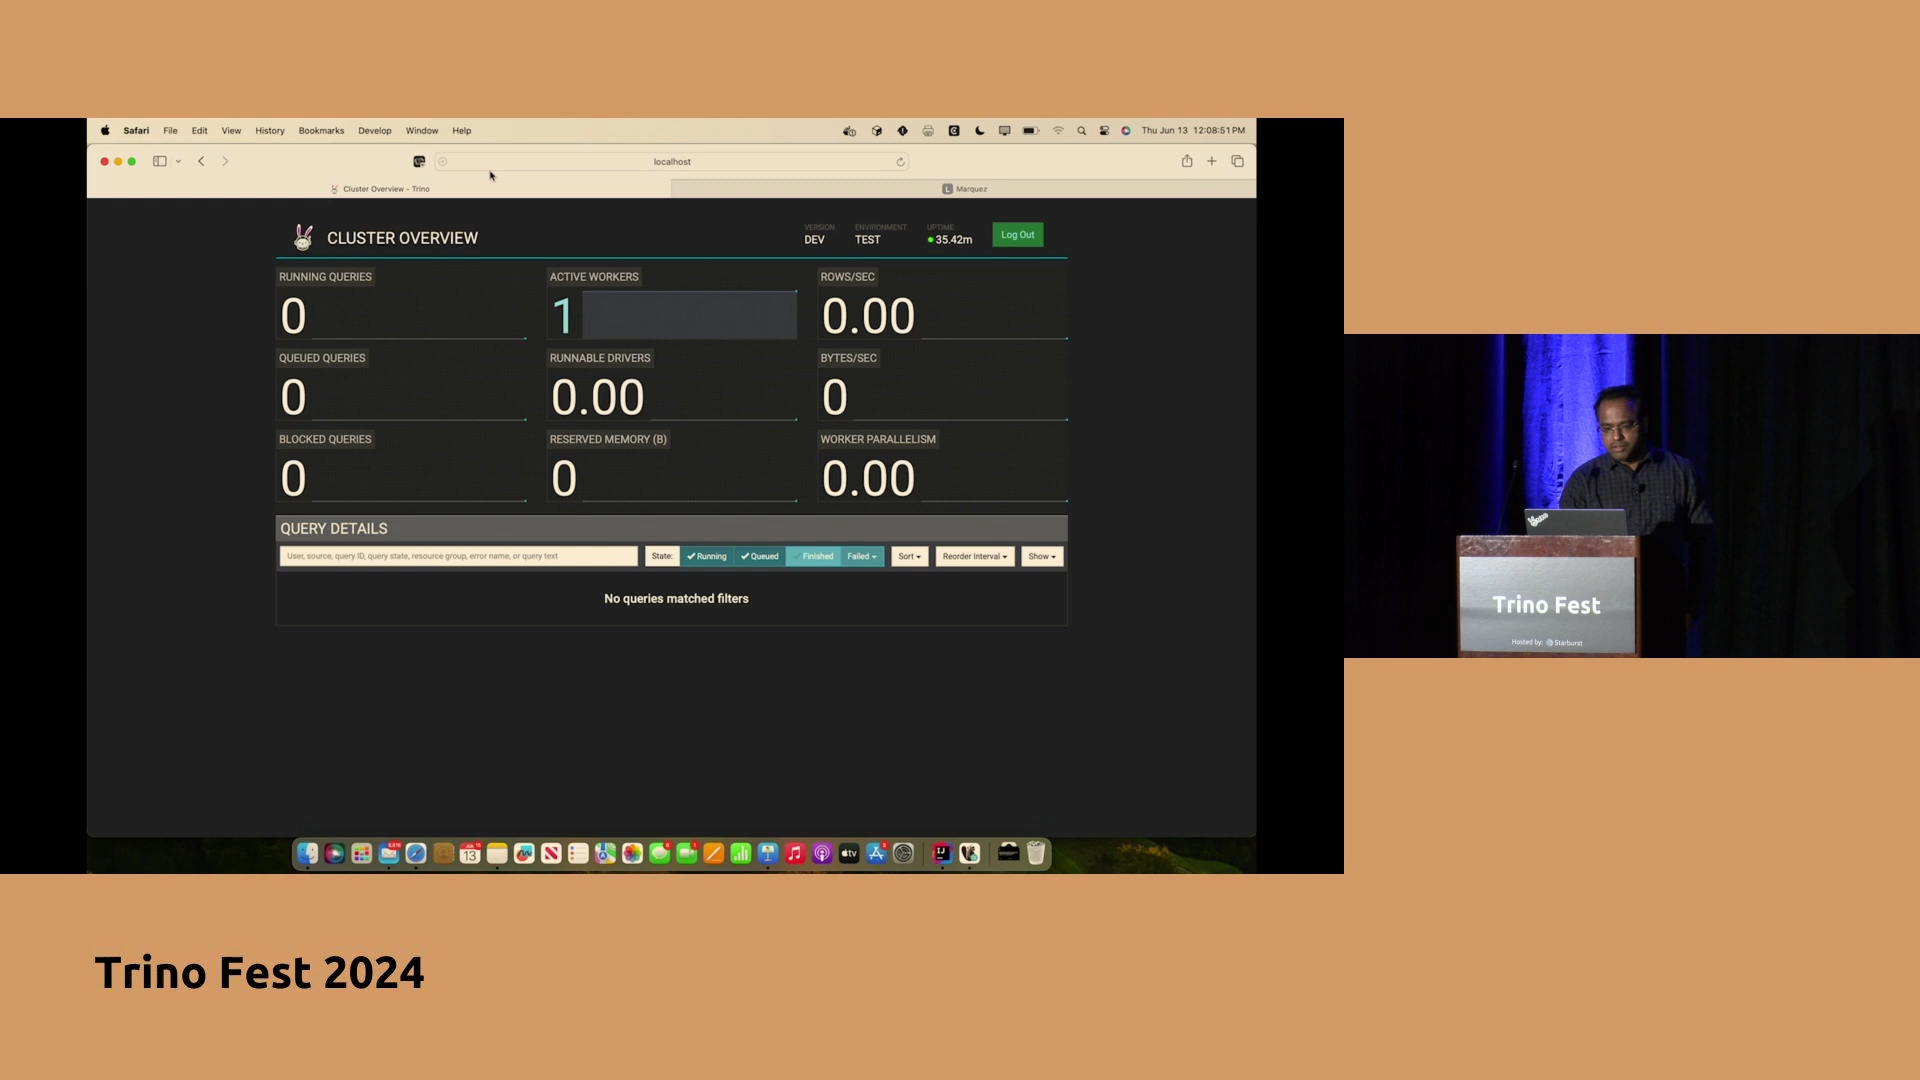 Safari File Edit View History Bookmarks Develop Window Help
Thu Jun 13 12:08:51 PM
localhost
Cluster Overview - Trino
Marquez
CLUSTER OVERVIEW
VERSION
DEV
ENVIRONMENT
TEST
UPTIME
35.42m
Log Out
RUNNING QUERIES
0
ACTIVE WORKERS
1
ROWS/SEC
0.00
QUEUED QUERIES
0
RUNNABLE DRIVERS
0.00
BYTES/SEC
0
BLOCKED QUERIES
0
RESERVED MEMORY (B)
0
WORKER PARALLELISM
0.00
QUERY DETAILS
User, source, query ID, query state, resource group, error name, or query text
State: Running Queued Finished Failed Sort Reorder Interval Show
No queries matched filters
Trino Fest
Hosted by: Starburst
Trino Fest 2024